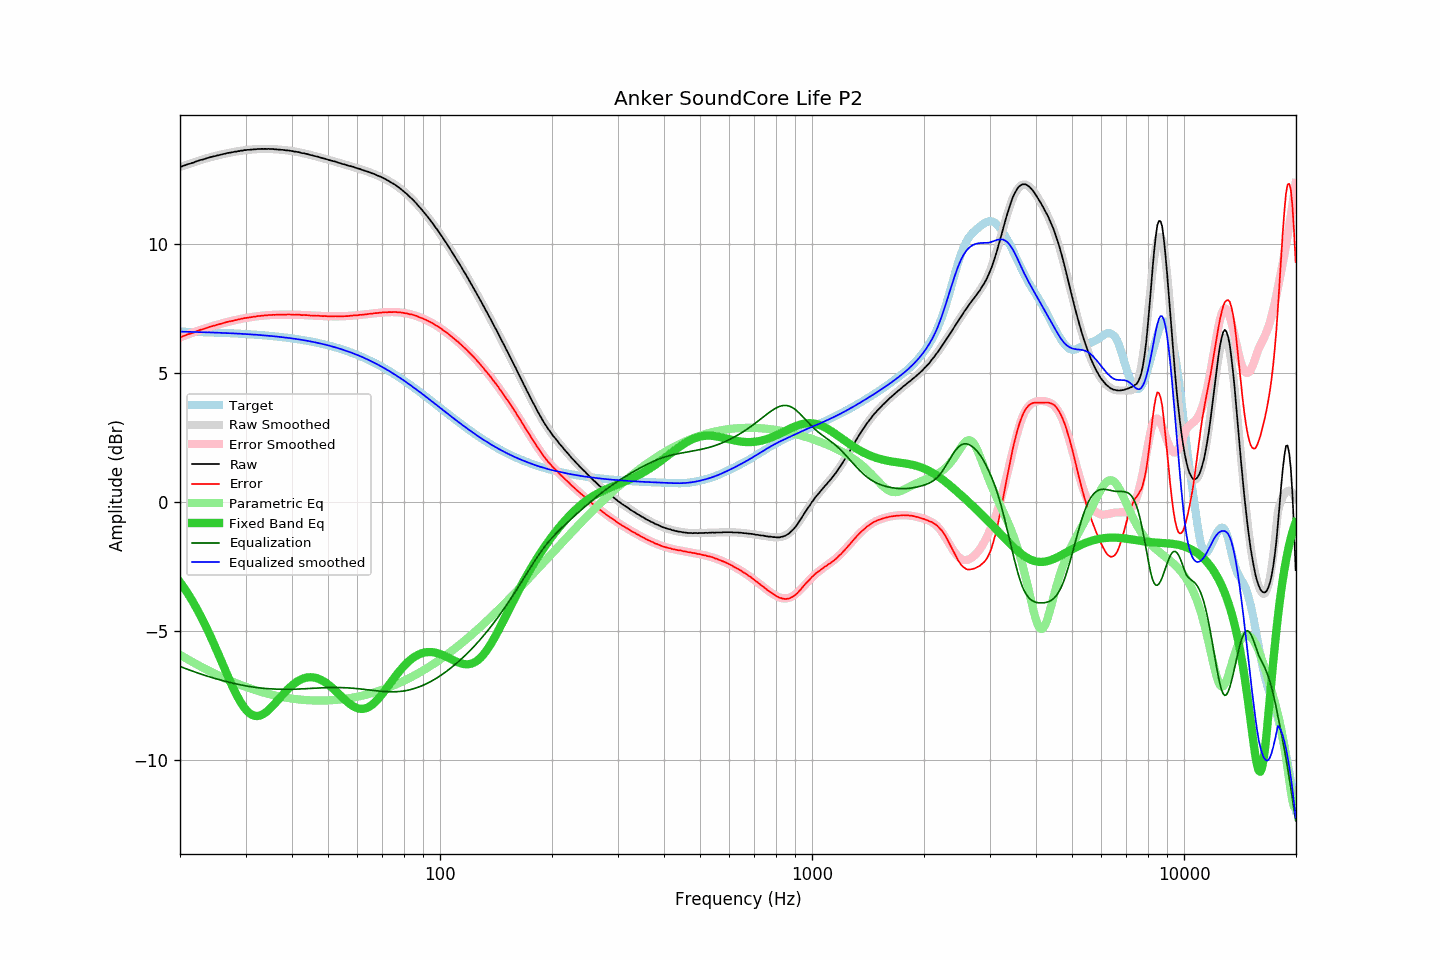 Anker SoundCore Life P2
Amplitude (dBr)
10
5
0
−5
−10
Target
Raw Smoothed
Error Smoothed
Raw
Error
Parametric Eq
Fixed Band Eq
Equalization
Equalized smoothed
100
1000
10000
Frequency (Hz)